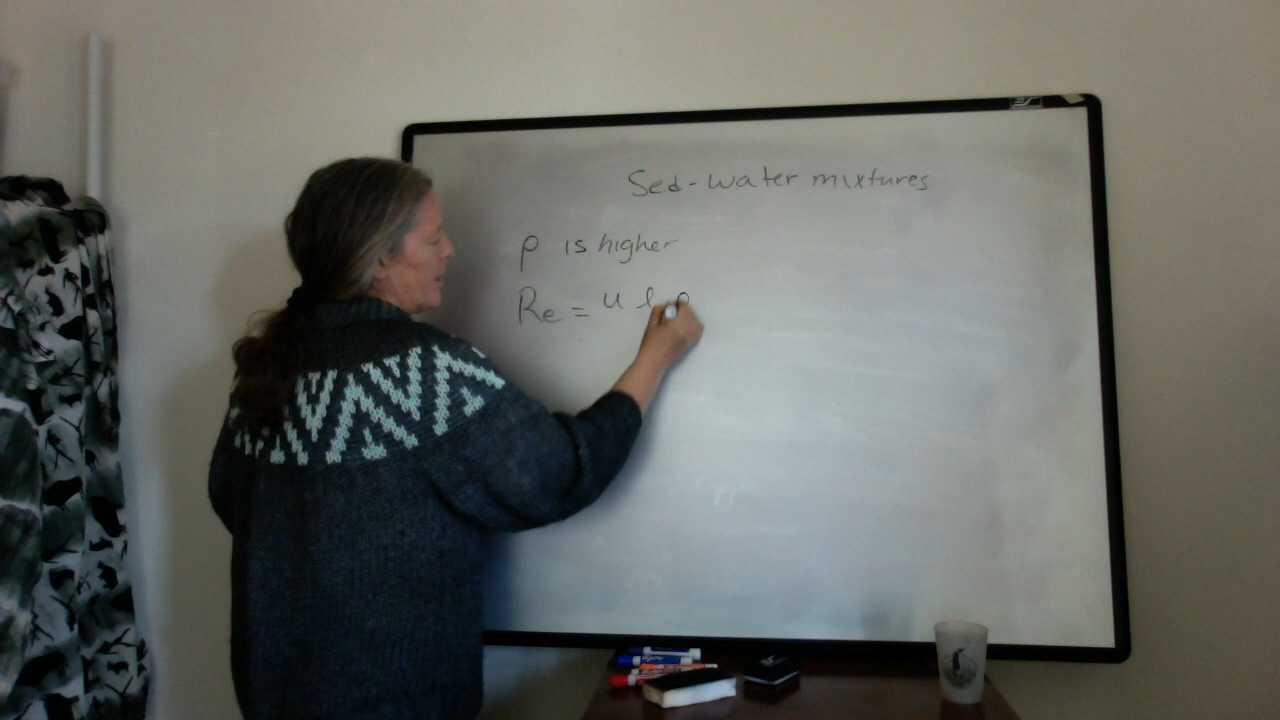 Sed-water mixtures
ρ is higher
Re = u l ρ